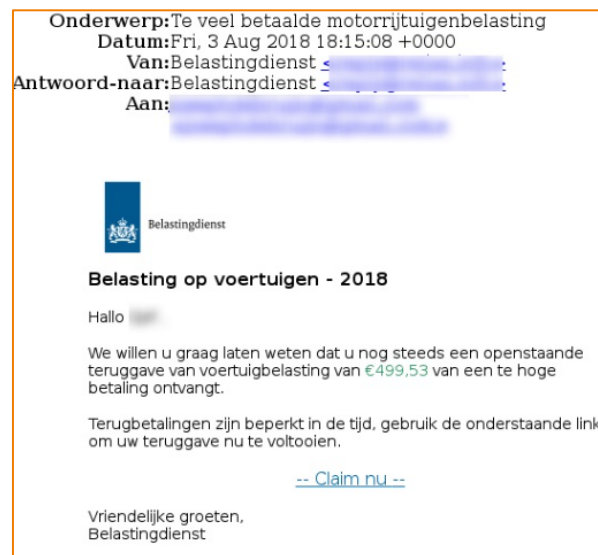 Onderwerp:Te veel betaalde motorrijtuigenbelasting
Datum:Fri, 3 Aug 2018 18:15:08 +0000
Van:Belastingdienst <
Antwoord-naar:Belastingdienst <
Aan:
Belastingdienst
Belasting op voertuigen - 2018
Hallo
We willen u graag laten weten dat u nog steeds een openstaande
teruggave van voertuigbelasting van €499,53 van een te hoge
betaling ontvangt.
Terugbetalingen zijn beperkt in de tijd, gebruik de onderstaande link
om uw teruggave nu te voltooien.
-- Claim nu --
Vriendelijke groeten,
Belastingdienst